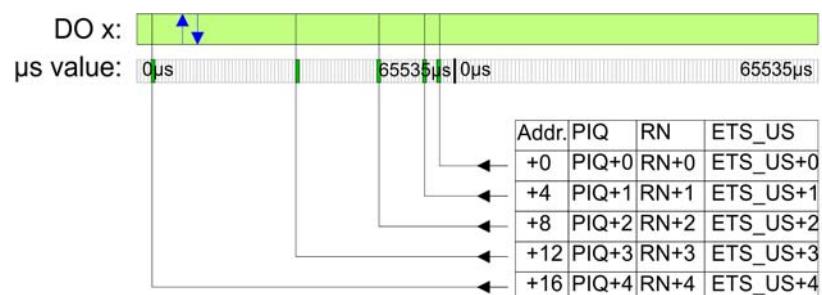 DO x:
µs value: 0µs 65535µs 0µs 65535µs
Addr. PIQ RN ETS_US
+0 PIQ+0 RN+0 ETS_US+0
+4 PIQ+1 RN+1 ETS_US+1
+8 PIQ+2 RN+2 ETS_US+2
+12 PIQ+3 RN+3 ETS_US+3
+16 PIQ+4 RN+4 ETS_US+4